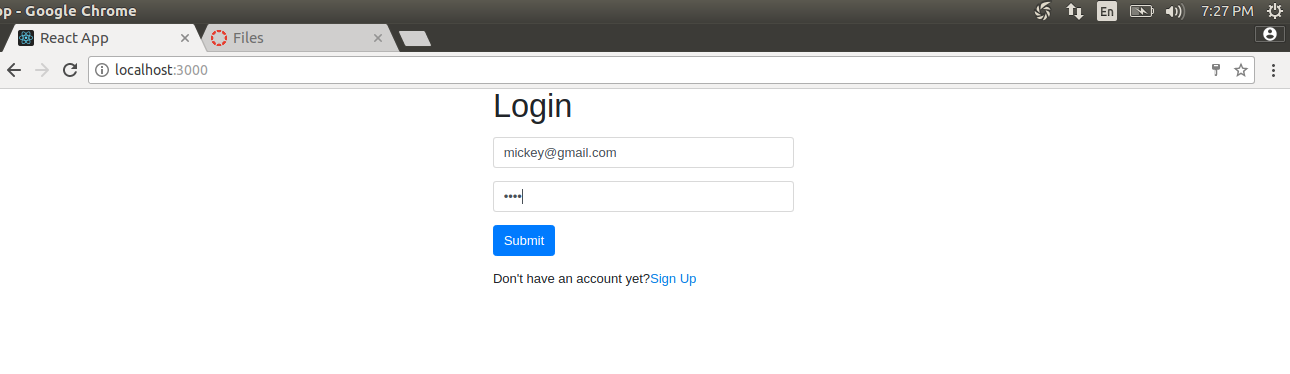 op - Google Chrome
En
7:27 PM
React App
Files
localhost:3000
Login
mickey@gmail.com
••••
Submit
Don't have an account yet?Sign Up